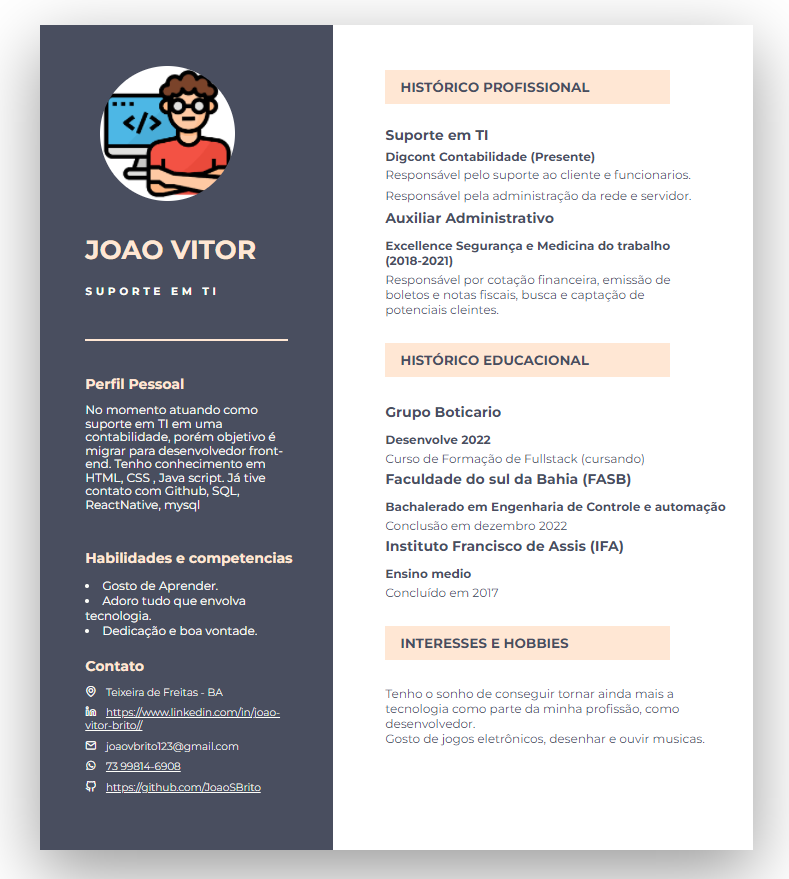 JOAO VITOR
SUPORTE EM TI
Perfil Pessoal
No momento atuando como
suporte em TI em uma
contabilidade, porém objetivo é
migrar para desenvolvedor front-
end. Tenho conhecimento em
HTML, CSS , Java script. Já tive
contato com Github, SQL,
ReactNative, mysql
Habilidades e competencias
• Gosto de Aprender.
• Adoro tudo que envolva
tecnologia.
• Dedicação e boa vontade.
Contato
Teixeira de Freitas - BA
https://www.linkedin.com/in/joao-
vitor-brito//
joaovbrito123@gmail.com
73 99814-6908
https://github.com/JoaoSBrito
HISTÓRICO PROFISSIONAL
Suporte em TI
Digcont Contabilidade (Presente)
Responsável pelo suporte ao cliente e funcionarios.
Responsável pela administração da rede e servidor.
Auxiliar Administrativo
Excellence Segurança e Medicina do trabalho
(2018-2021)
Responsável por cotação financeira, emissão de
boletos e notas fiscais, busca e captação de
potenciais cleintes.
HISTÓRICO EDUCACIONAL
Grupo Boticario
Desenvolve 2022
Curso de Formação de Fullstack (cursando)
Faculdade do sul da Bahia (FASB)
Bachalerado em Engenharia de Controle e automação
Conclusão em dezembro 2022
Instituto Francisco de Assis (IFA)
Ensino medio
Concluído em 2017
INTERESSES E HOBBIES
Tenho o sonho de conseguir tornar ainda mais a
tecnologia como parte da minha profissão, como
desenvolvedor.
Gosto de jogos eletrônicos, desenhar e ouvir musicas.